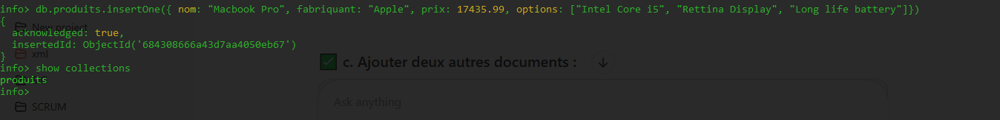 info> db.produits.insertOne({ nom: "Macbook Pro", fabriquant: "Apple", prix: 17435.99, options: ["Intel Core i5", "Rettina Display", "Long life battery"]})
{
New project
  acknowledged: true,
  insertedId: ObjectId('684308666a43d7aa4050eb67')
xml
}
c. Ajouter deux autres documents :
info> show collections
produits
info>
Ask anything
SCRUM